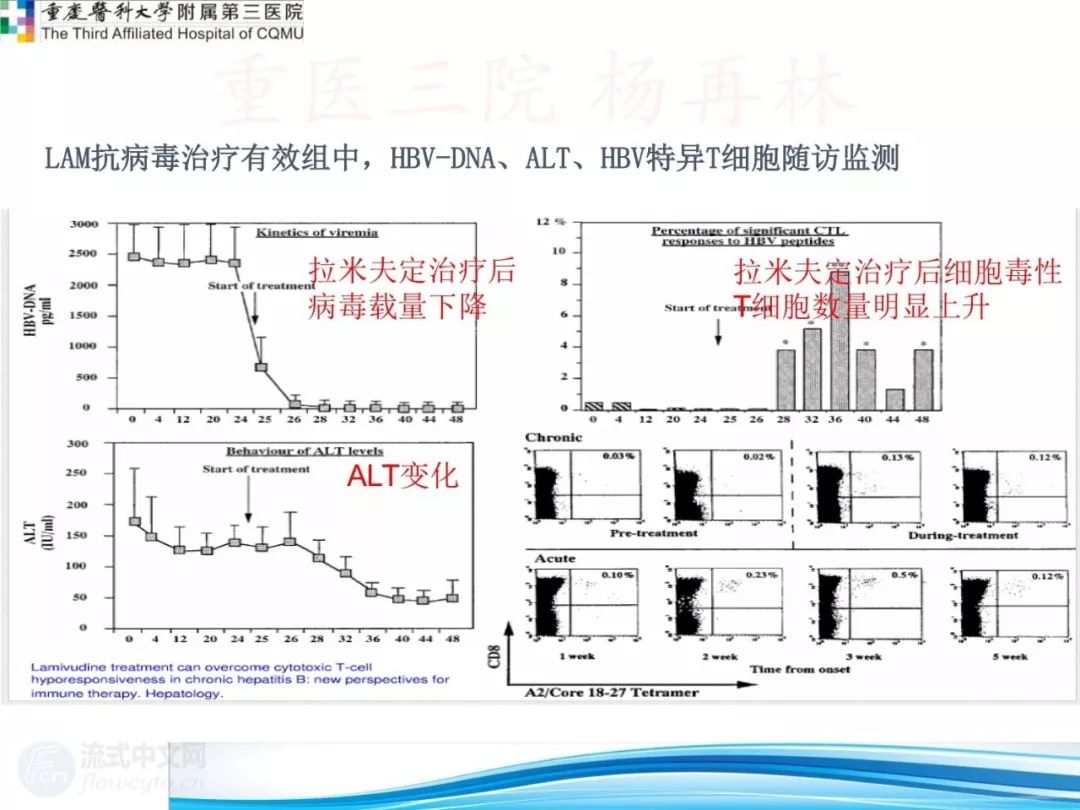 重庆医科大学附属第三医院
The Third Affiliated Hospital of CQMU
重医三院 杨再林
LAM抗病毒治疗有效组中，HBV-DNA、ALT、HBV特异T细胞随访监测
Kinetics of viremia
拉米夫定治疗后
病毒载量下降
Start of treatment
HBV-DNA
pg/ml
3000
2500
2000
1500
1000
500
0
0 4 12 20 24 25 26 28 32 36 40 44 48
12 %
10
8
6
4
2
0
Percentage of significant CTL
responses to HBV peptides
拉米夫定治疗后细胞毒性
T细胞数量明显上升
Start of treatment
* * * * *
0 4 12 20 24 25 26 28 32 36 40 44 48
Behaviour of ALT levels
Start of treatment
ALT变化
ALT
(IU/ml)
300
250
200
150
100
50
0
0 4 12 20 24 25 26 28 32 36 40 44 48
Chronic
0.03% 0.02% 0.13% 0.12%
Pre-treatment During-treatment
Acute
0.10% 0.23% 0.5% 0.12%
1 week 2 week 3 week 5 week
Time from onset
CD8
A2/Core 18-27 Tetramer
Lamivudine treatment can overcome cytotoxic T-cell
hyporesponsiveness in chronic hepatitis B: new perspectives for
immune therapy. Hepatology.
流式中文网
flowcyto.cn